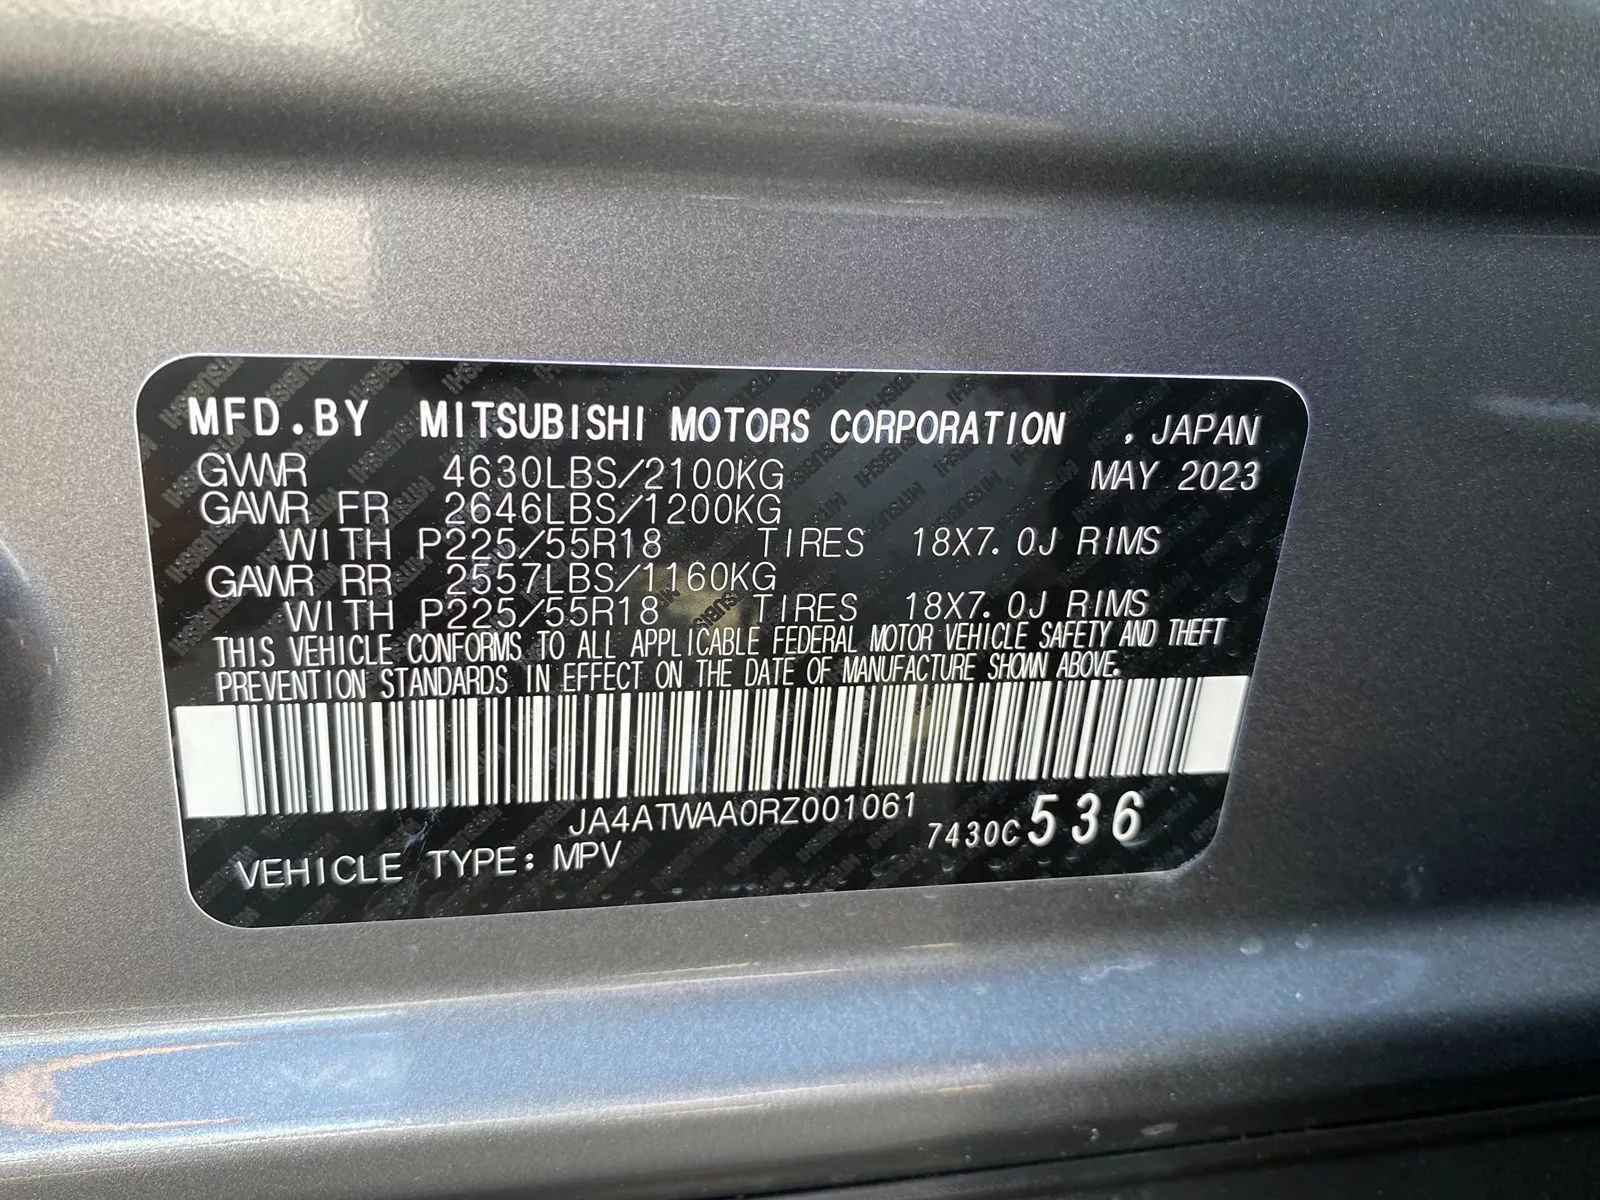 MFD.BY MITSUBISHI MOTORS CORPORATION , JAPAN
GVWR 4630LBS/2100KG MAY 2023
GAWR FR 2646LBS/1200KG
WITH P225/55R18 TIRES 18X7.0J RIMS
GAWR RR 2557LBS/1160KG
WITH P225/55R18 TIRES 18X7.0J RIMS
THIS VEHICLE CONFORMS TO ALL APPLICABLE FEDERAL MOTOR VEHICLE SAFETY AND THEFT
PREVENTION STANDARDS IN EFFECT ON THE DATE OF MANUFACTURE SHOWN ABOVE.
JA4ATWAA0RZ001061
7430C536
VEHICLE TYPE: MPV